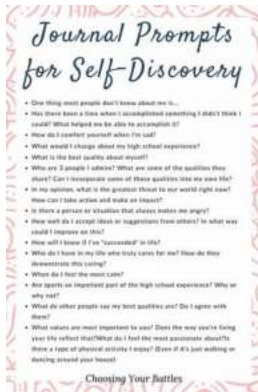 Journal Prompts
for Self-Discovery
One thing most people don't know about me is...
Has there been a time when I accomplished something I didn't think I
could? What helped me be able to accomplish it?
How do I comfort myself when I'm sad?
What would I change about my high school experience?
What is the best quality about myself?
Who are 3 people I admire? What are some of the qualities they
share? Can I incorporate some of those qualities into my own life?
In my opinion, what is the greatest threat to our world right now?
How can I take action and make an impact?
Is there a person or situation that always makes me angry?
How well do I accept ideas or suggestions from others? In what way
could I improve on this?
How will I know if I've "succeeded" in life?
Who do I have in my life who truly cares for me? How do they
demonstrate this caring?
When do I feel the most calm?
Are sports an important part of the high school experience? Why or
why not?
What do other people say my best qualities are? Do I agree with
them?
What values are most important to you? Does the way you're living
your life reflect that?What do I feel the most passionate about?Is
there a type of physical activity I enjoy? (Even if it's just walking or
dancing around your house)
Choosing Your Battles